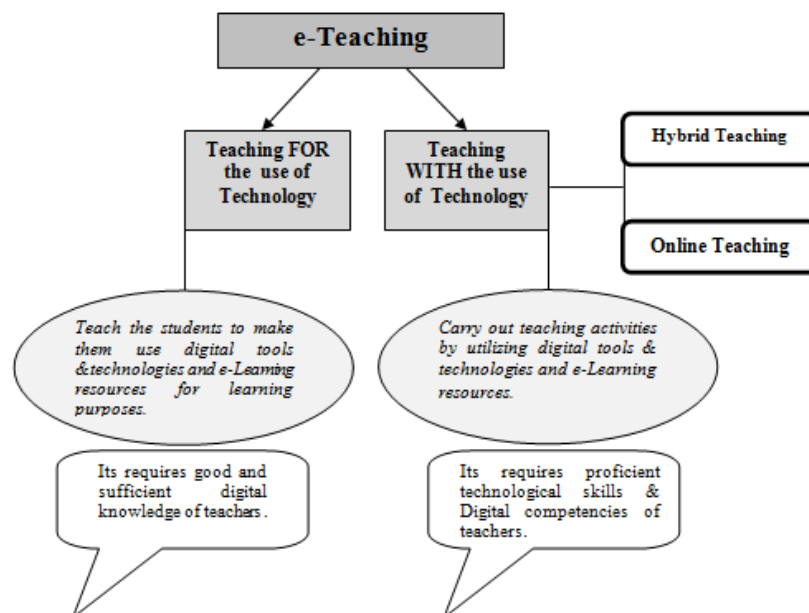 e-Teaching
Teaching FOR
the use of
Technology
Teaching
WITH the use
of Technology
Hybrid Teaching
Online Teaching
Teach the students to make
them use digital tools
&technologies and e-Learning
resources for learning
purposes.
Carry out teaching activities
by utilizing digital tools &
technologies and e-Learning
resources.
Its requires good and
sufficient digital
knowledge of teachers.
Its requires proficient
technological skills &
Digital competencies of
teachers.